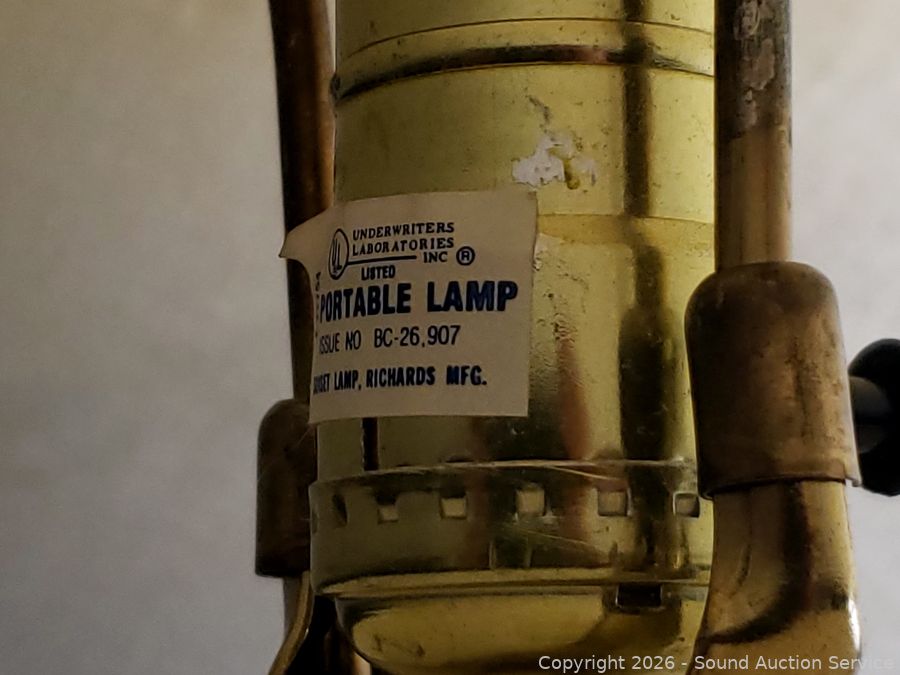 UL
UNDERWRITERS
LABORATORIES
INC ®
LISTED
PORTABLE LAMP
ISSUE NO BC-26,907
LAMP, RICHARDS MFG.
Copyright 2026 - Sound Auction Service